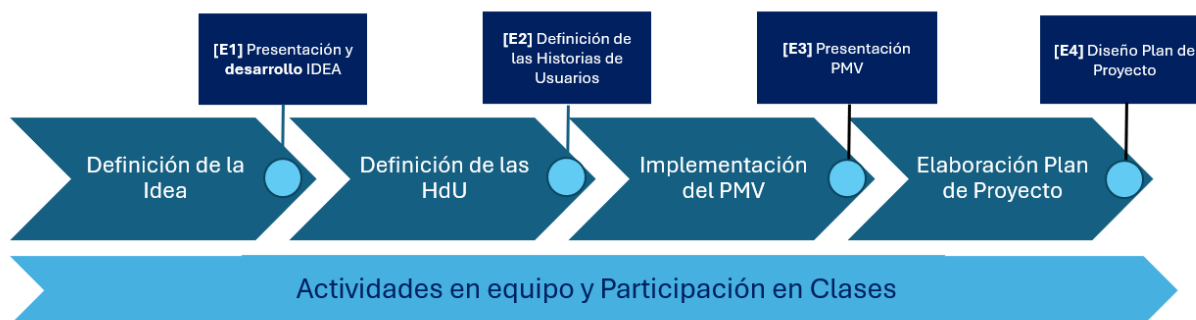 [E1] Presentación y
desarrollo IDEA
[E2] Definición de
las Historias de
Usuarios
[E3] Presentación
PMV
[E4] Diseño Plan de
Proyecto
Definición de la
Idea
Definición de las
HdU
Implementación
del PMV
Elaboración Plan
de Proyecto
Actividades en equipo y Participación en Clases